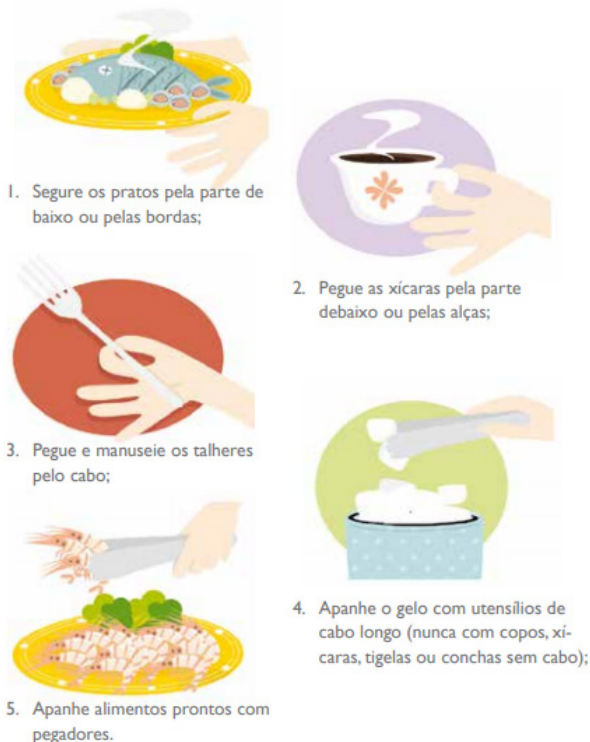 1. Segure os pratos pela parte de
baixo ou pelas bordas;
2. Pegue as xícaras pela parte
debaixo ou pelas alças;
3. Pegue e manuseie os talheres
pelo cabo;
4. Apanhe o gelo com utensílios de
cabo longo (nunca com copos, xí-
caras, tigelas ou conchas sem cabo);
5. Apanhe alimentos prontos com
pegadores.